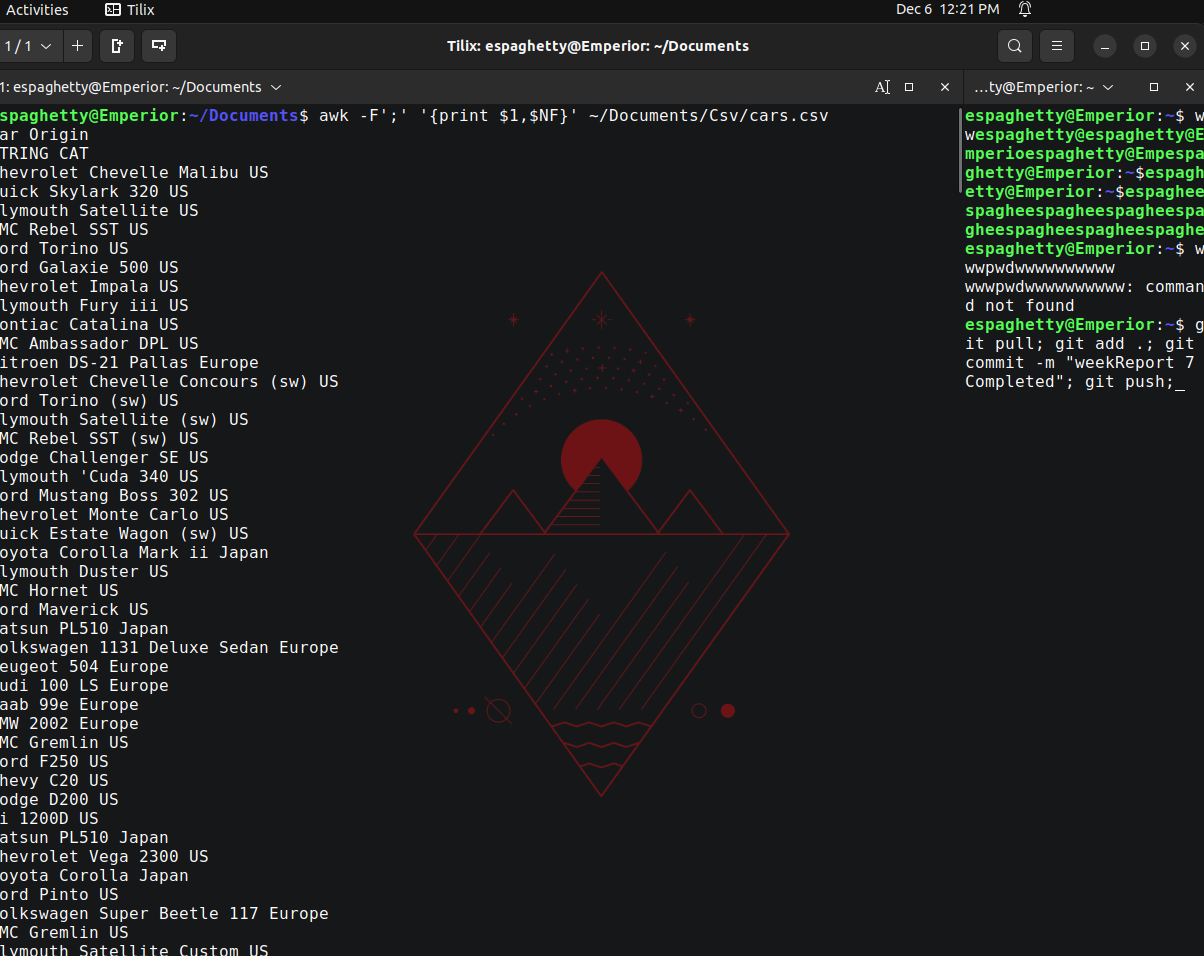 Activities Tilix Dec 6 12:21 PM
1 / 1 Tilix: espaghetty@Emperior: ~/Documents
1: espaghetty@Emperior: ~/Documents
spaghetty@Emperior:~/Documents$ awk -F';' '{print $1,$NF}' ~/Documents/Csv/cars.csv
ar Origin
TRING CAT
hevrolet Chevelle Malibu US
uick Skylark 320 US
lymouth Satellite US
MC Rebel SST US
ord Torino US
ord Galaxie 500 US
hevrolet Impala US
lymouth Fury iii US
ontiac Catalina US
MC Ambassador DPL US
itroen DS-21 Pallas Europe
hevrolet Chevelle Concours (sw) US
ord Torino (sw) US
lymouth Satellite (sw) US
MC Rebel SST (sw) US
odge Challenger SE US
lymouth 'Cuda 340 US
ord Mustang Boss 302 US
hevrolet Monte Carlo US
uick Estate Wagon (sw) US
oyota Corolla Mark ii Japan
lymouth Duster US
MC Hornet US
ord Maverick US
atsun PL510 Japan
olkswagen 1131 Deluxe Sedan Europe
eugeot 504 Europe
udi 100 LS Europe
aab 99e Europe
MW 2002 Europe
MC Gremlin US
ord F250 US
hevy C20 US
odge D200 US
i 1200D US
atsun PL510 Japan
hevrolet Vega 2300 US
oyota Corolla Japan
ord Pinto US
olkswagen Super Beetle 117 Europe
MC Gremlin US
lymouth Satellite Custom US
...ty@Emperior: ~
espaghetty@Emperior:~$ w
wespaghetty@espaghetty@E
mperioespaghetty@Empespa
ghetty@Emperior:~$espagh
etty@Emperior:~$espaghee
spagheespagheespagheespa
gheespagheespagheespaghe
espaghetty@Emperior:~$ w
wwpwdwwwwwwwwww
wwwpwdwwwwwwwwww: comman
d not found
espaghetty@Emperior:~$ g
it pull; git add .; git
commit -m "weekReport 7
Completed"; git push;_